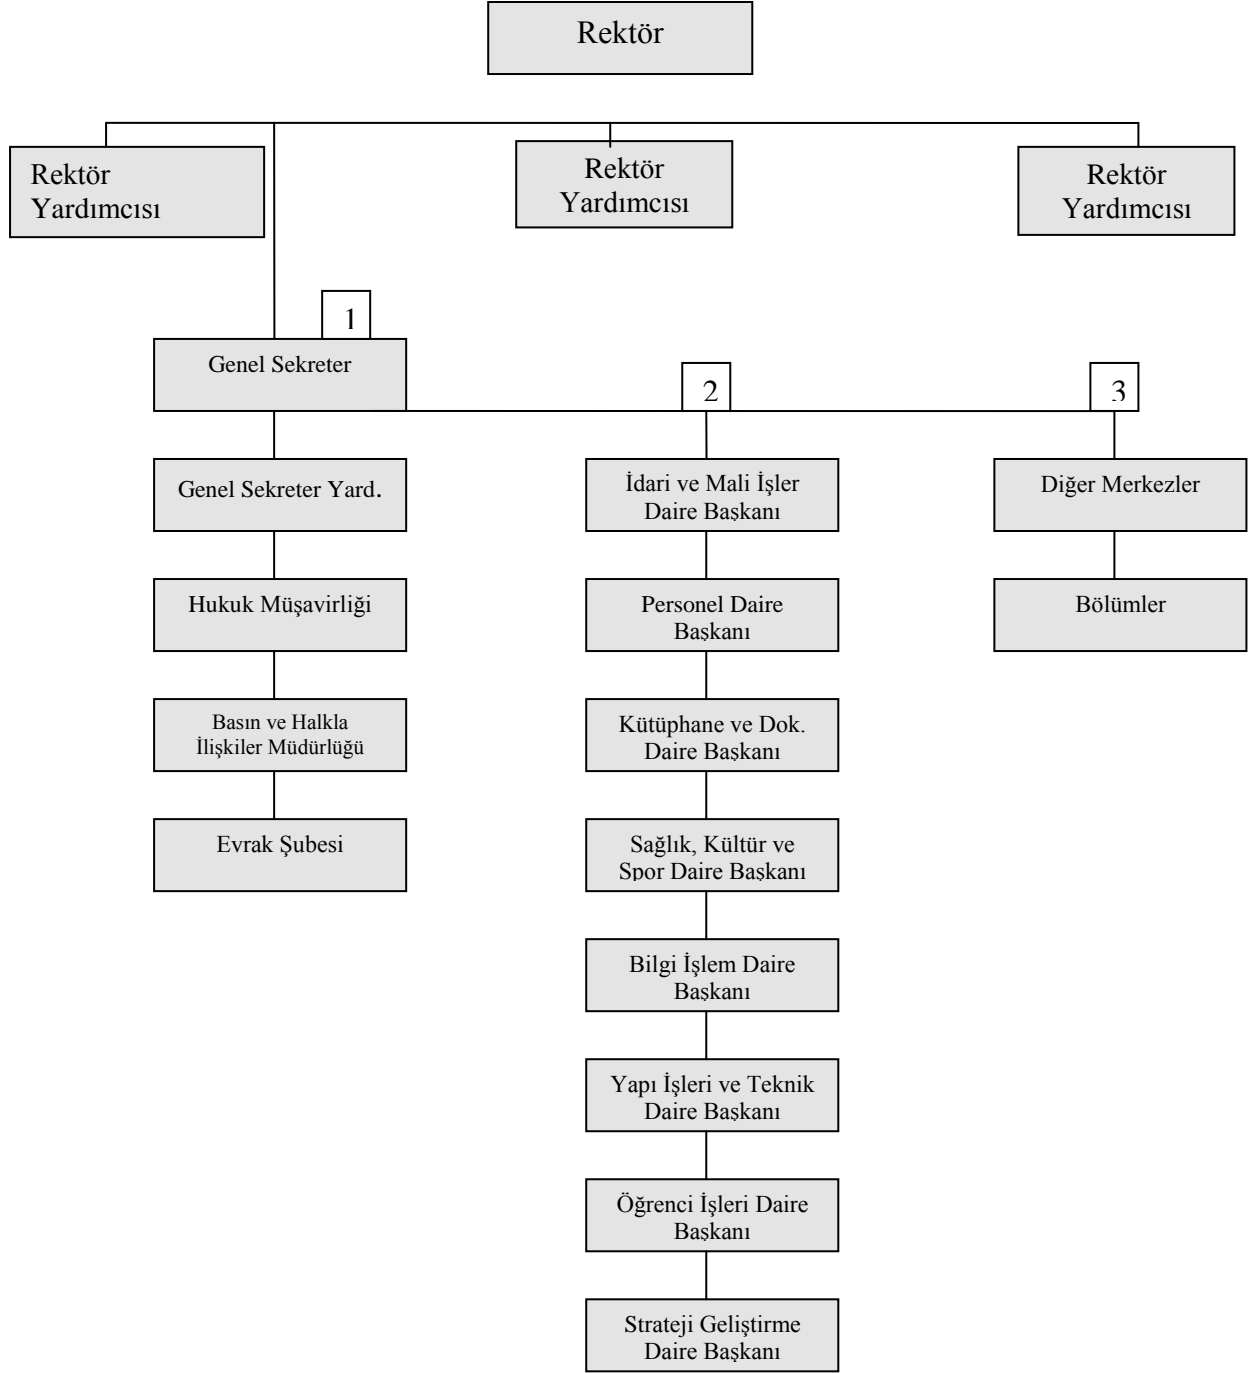 Rektör
Rektör
Yardımcısı
Rektör
Yardımcısı
Rektör
Yardımcısı
1
Genel Sekreter
2
3
Genel Sekreter Yard.
İdari ve Mali İşler
Daire Başkanı
Diğer Merkezler
Hukuk Müşavirliği
Personel Daire
Başkanı
Bölümler
Basın ve Halkla
İlişkiler Müdürlüğü
Kütüphane ve Dok.
Daire Başkanı
Evrak Şubesi
Sağlık, Kültür ve
Spor Daire Başkanı
Bilgi İşlem Daire
Başkanı
Yapı İşleri ve Teknik
Daire Başkanı
Öğrenci İşleri Daire
Başkanı
Strateji Geliştirme
Daire Başkanı